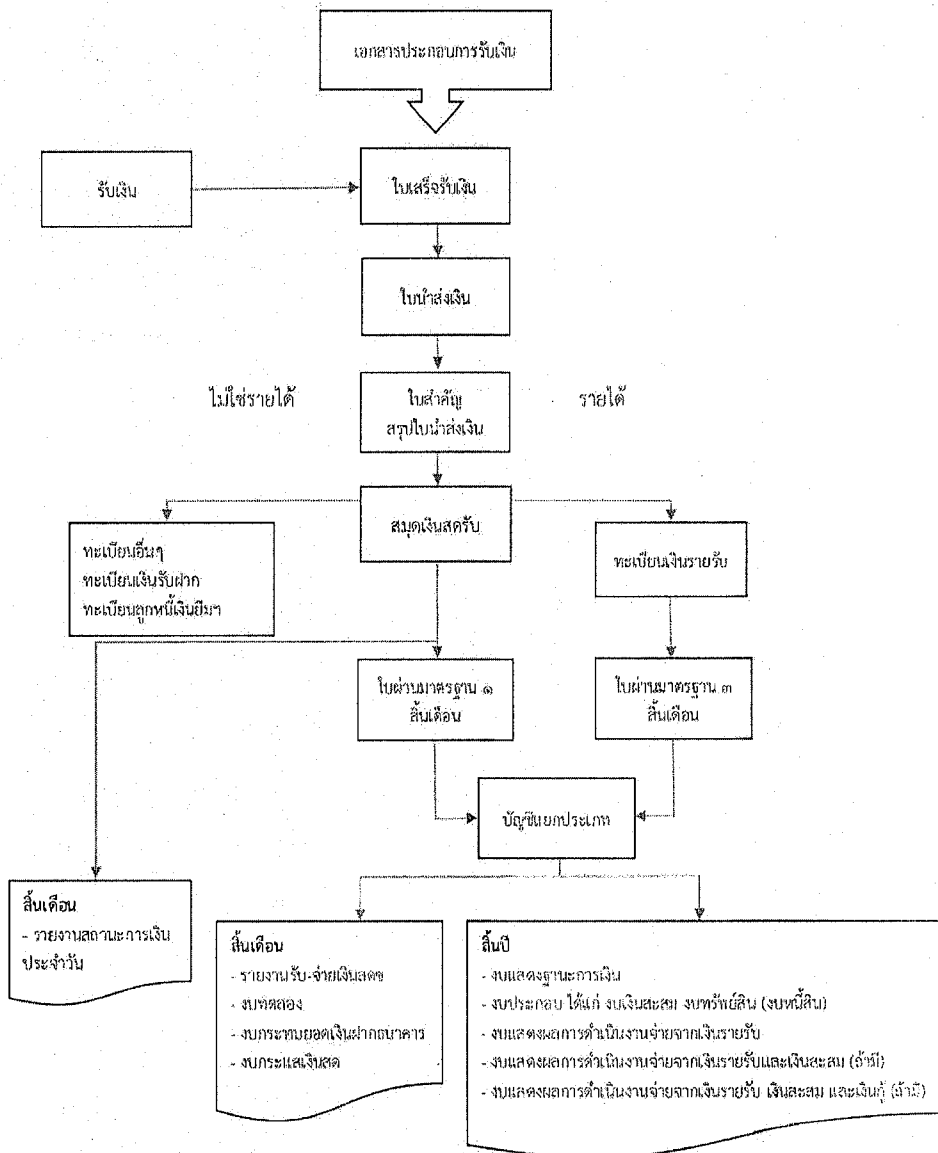 เอกสารประกอบการรับเงิน
รับเงิน
ใบเสร็จรับเงิน
ใบนำส่งเงิน
ไม่ใช่รายได้
ใบสำคัญ
สรุปใบนำส่งเงิน
รายได้
สมุดเงินสดรับ
ทะเบียนอื่นๆ
ทะเบียนเงินรับฝาก
ทะเบียนลูกหนี้เงินยืมฯ
ทะเบียนเงินรายรับ
ใบผ่านมาตรฐาน ๑
สิ้นเดือน
ใบผ่านมาตรฐาน ๓
สิ้นเดือน
บัญชีแยกประเภท
สิ้นเดือน
- รายงานสถานะการเงิน
ประจำวัน
สิ้นเดือน
- รายงานรับ-จ่ายเงินสดฃ
- งบทดลอง
- งบกระทบยอดเงินฝากธนาคาร
- งบกระแสเงินสด
สิ้นปี
- งบแสดงฐานะการเงิน
- งบประกอบ ได้แก่ งบเงินสะสม งบทรัพย์สิน (งบหนี้สิน)
- งบแสดงผลการดำเนินงานจ่ายจากเงินรายรับ
- งบแสดงผลการดำเนินงานจ่ายจากเงินรายรับและเงินสะสม (ถ้ามี)
- งบแสดงผลการดำเนินงานจ่ายจากเงินรายรับ เงินสะสม และเงินกู้ (ถ้ามี)